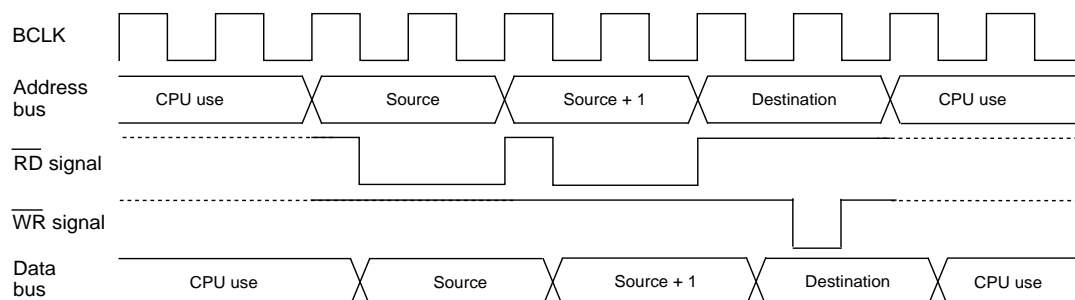 BCLK
Address
bus
CPU use
Source
Source + 1
Destination
CPU use
RD signal
WR signal
Data
bus
CPU use
Source
Source + 1
Destination
CPU use